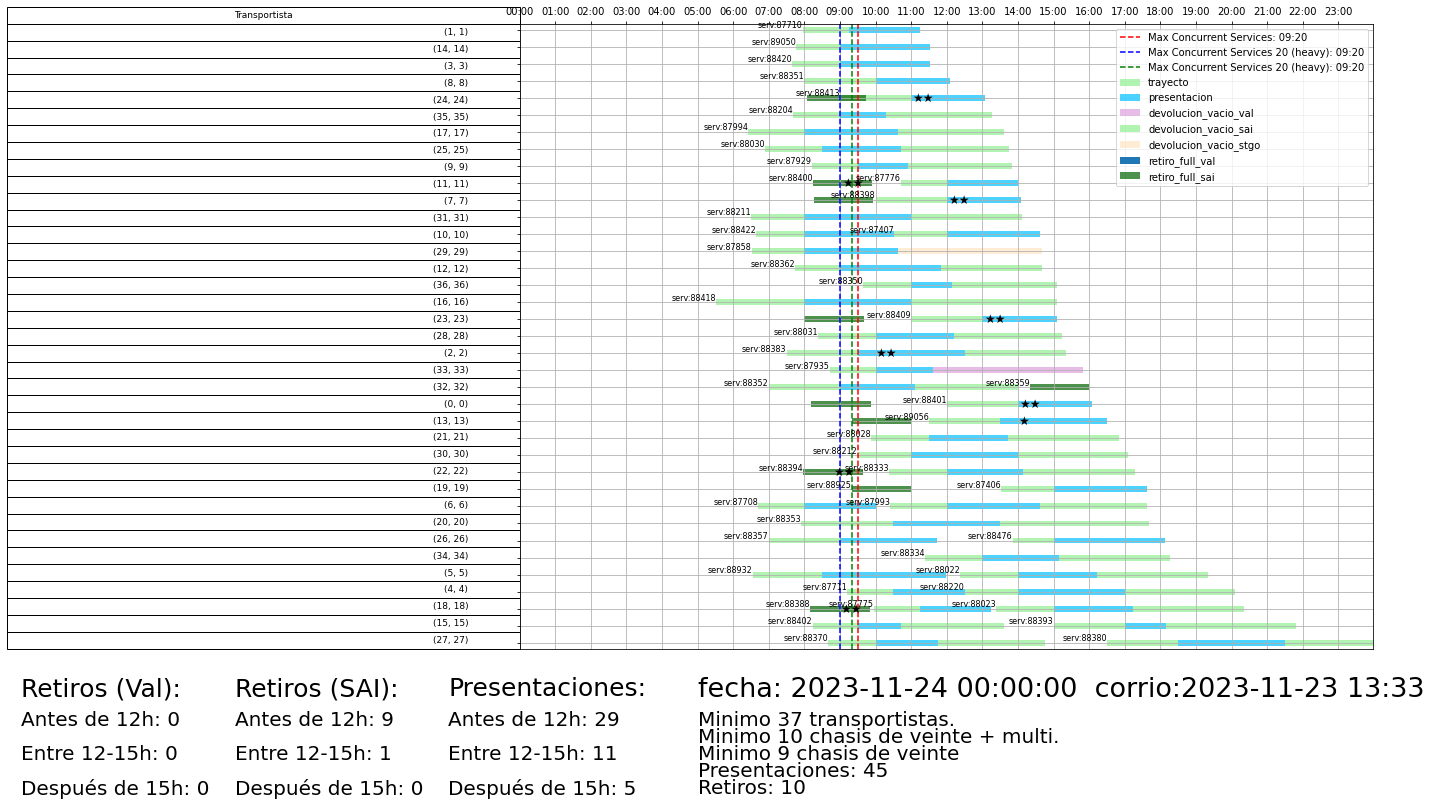 Transportista
00:00 01:00 02:00 03:00 04:00 05:00 06:00 07:00 08:00 09:00 10:00 11:00 12:00 13:00 14:00 15:00 16:00 17:00 18:00 19:00 20:00 21:00 22:00 23:00
(1, 1) serv:87710
(14, 14) serv:89050
(3, 3) serv:88420
(8, 8) serv:88351
(24, 24) serv:88413
(35, 35) serv:88204
(17, 17) serv:87994
(25, 25) serv:88030
(9, 9) serv:87929
(11, 11) serv:88400 serv:87776
(7, 7) serv:88398
(31, 31) serv:88211
(10, 10) serv:88422 serv:87407
(29, 29) serv:87858
(12, 12) serv:88362
(36, 36) serv:88350
(16, 16) serv:88418
(23, 23) serv:88409
(28, 28) serv:88031
(2, 2) serv:88383
(33, 33) serv:87935
(32, 32) serv:88352 serv:88359
(0, 0) serv:88401
(13, 13) serv:89056
(21, 21) serv:88028
(30, 30) serv:88212
(22, 22) serv:88394 serv:88333
(19, 19) serv:88925 serv:87406
(6, 6) serv:87708 serv:87993
(20, 20) serv:88353
(26, 26) serv:88357 serv:88476
(34, 34) serv:88334
(5, 5) serv:88932 serv:88022
(4, 4) serv:87711 serv:88220
(18, 18) serv:88388 serv:87775 serv:88023
(15, 15) serv:88402 serv:88393
(27, 27) serv:88370 serv:88380
Max Concurrent Services: 09:20
Max Concurrent Services 20 (heavy): 09:20
Max Concurrent Services 20 (heavy): 09:20
trayecto
presentacion
devolucion_vacio_val
devolucion_vacio_sai
devolucion_vacio_stgo
retiro_full_val
retiro_full_sai
Retiros (Val):
Antes de 12h: 0
Entre 12-15h: 0
Después de 15h: 0
Retiros (SAI):
Antes de 12h: 9
Entre 12-15h: 1
Después de 15h: 0
Presentaciones:
Antes de 12h: 29
Entre 12-15h: 11
Después de 15h: 5
fecha: 2023-11-24 00:00:00 corrio:2023-11-23 13:33
Minimo 37 transportistas.
Minimo 10 chasis de veinte + multi.
Minimo 9 chasis de veinte
Presentaciones: 45
Retiros: 10